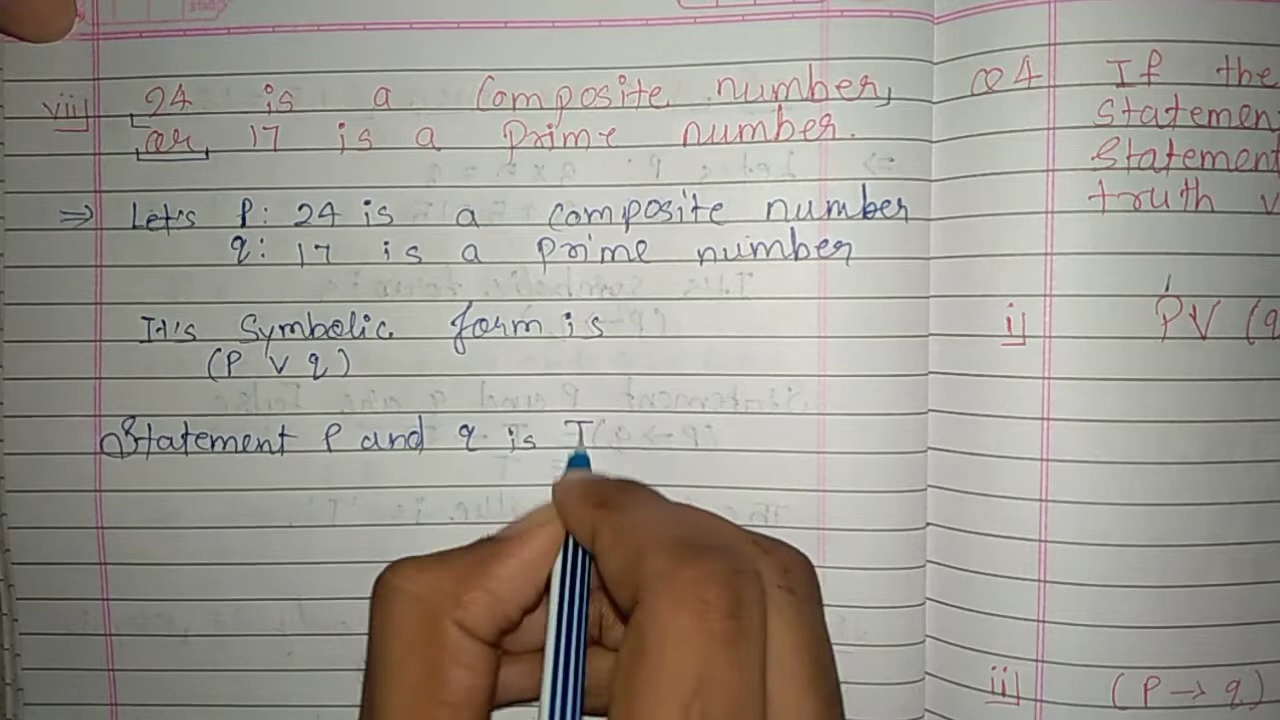 vii] 24 is a Composite number,
or 17 is a Prime number.
⇒ Let's P: 24 is a composite number
q: 17 is a prime number
It's Symbolic form is
(P ∨ q)
Statement P and q is T
Q4 If the
Statemen
Statement
truth v
i] P∨ (q
ii] (P → q)